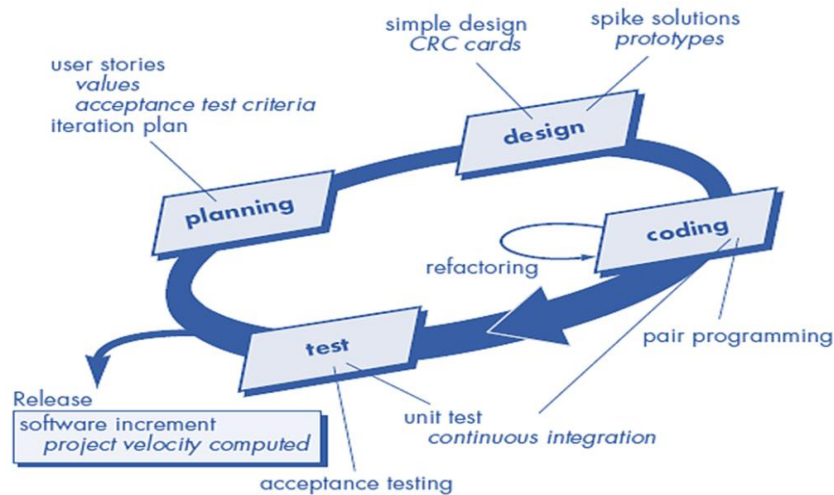 simple design
CRC cards
spike solutions
prototypes
user stories
values
acceptance test criteria
iteration plan
design
planning
coding
refactoring
test
pair programming
Release
software increment
project velocity computed
unit test
continuous integration
acceptance testing